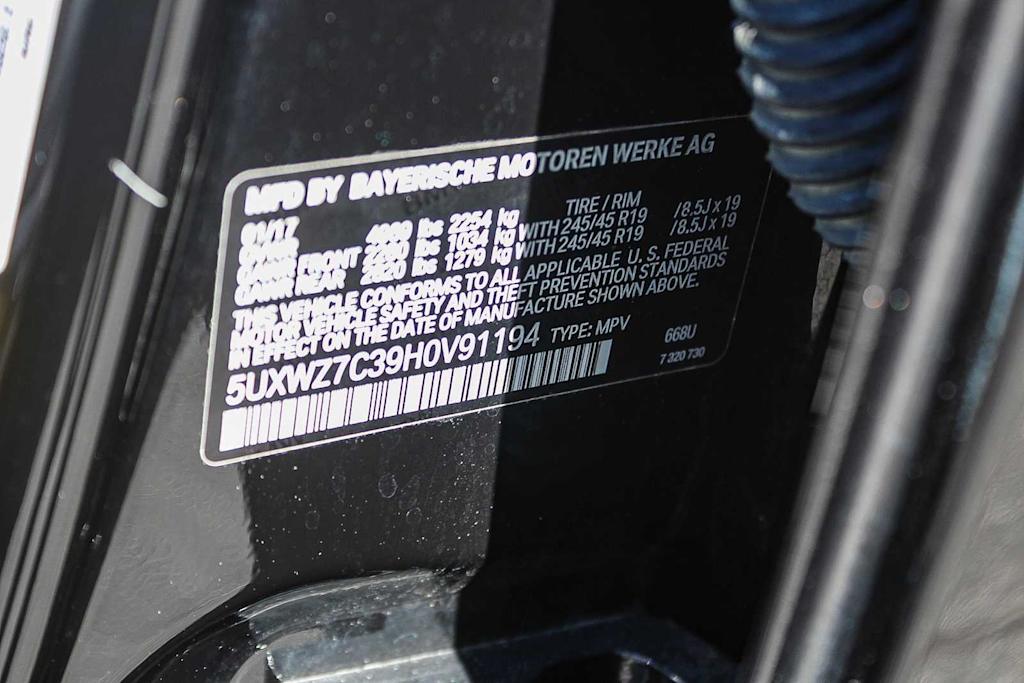 MFD BY BAYERISCHE MOTOREN WERKE AG
01/17 TIRE / RIM
GVWR lbs 2254 kg WITH 245/45 R19 /8.5J x 19
GAWR FRONT 2280 lbs 1034 kg WITH 245/45 R19 /8.5J x 19
GAWR REAR 2820 lbs 1279 kg
THIS VEHICLE CONFORMS TO ALL APPLICABLE U. S. FEDERAL
MOTOR VEHICLE SAFETY AND THEFT PREVENTION STANDARDS
IN EFFECT ON THE DATE OF MANUFACTURE SHOWN ABOVE.
5UXWZ7C39H0V91194 TYPE: MPV 668U
7 320 730